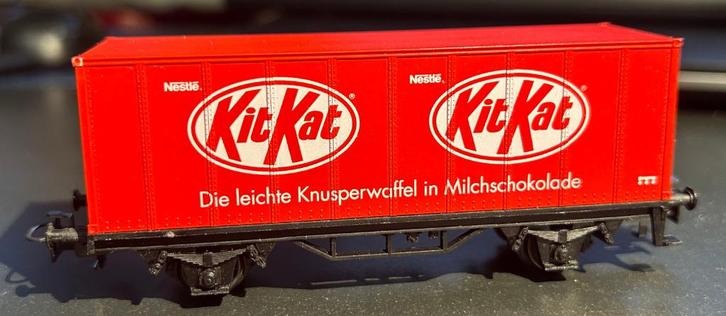 Nestlé®
KitKat®
Nestlé®
KitKat®
Die leichte Knusperwaffel in Milchschokolade